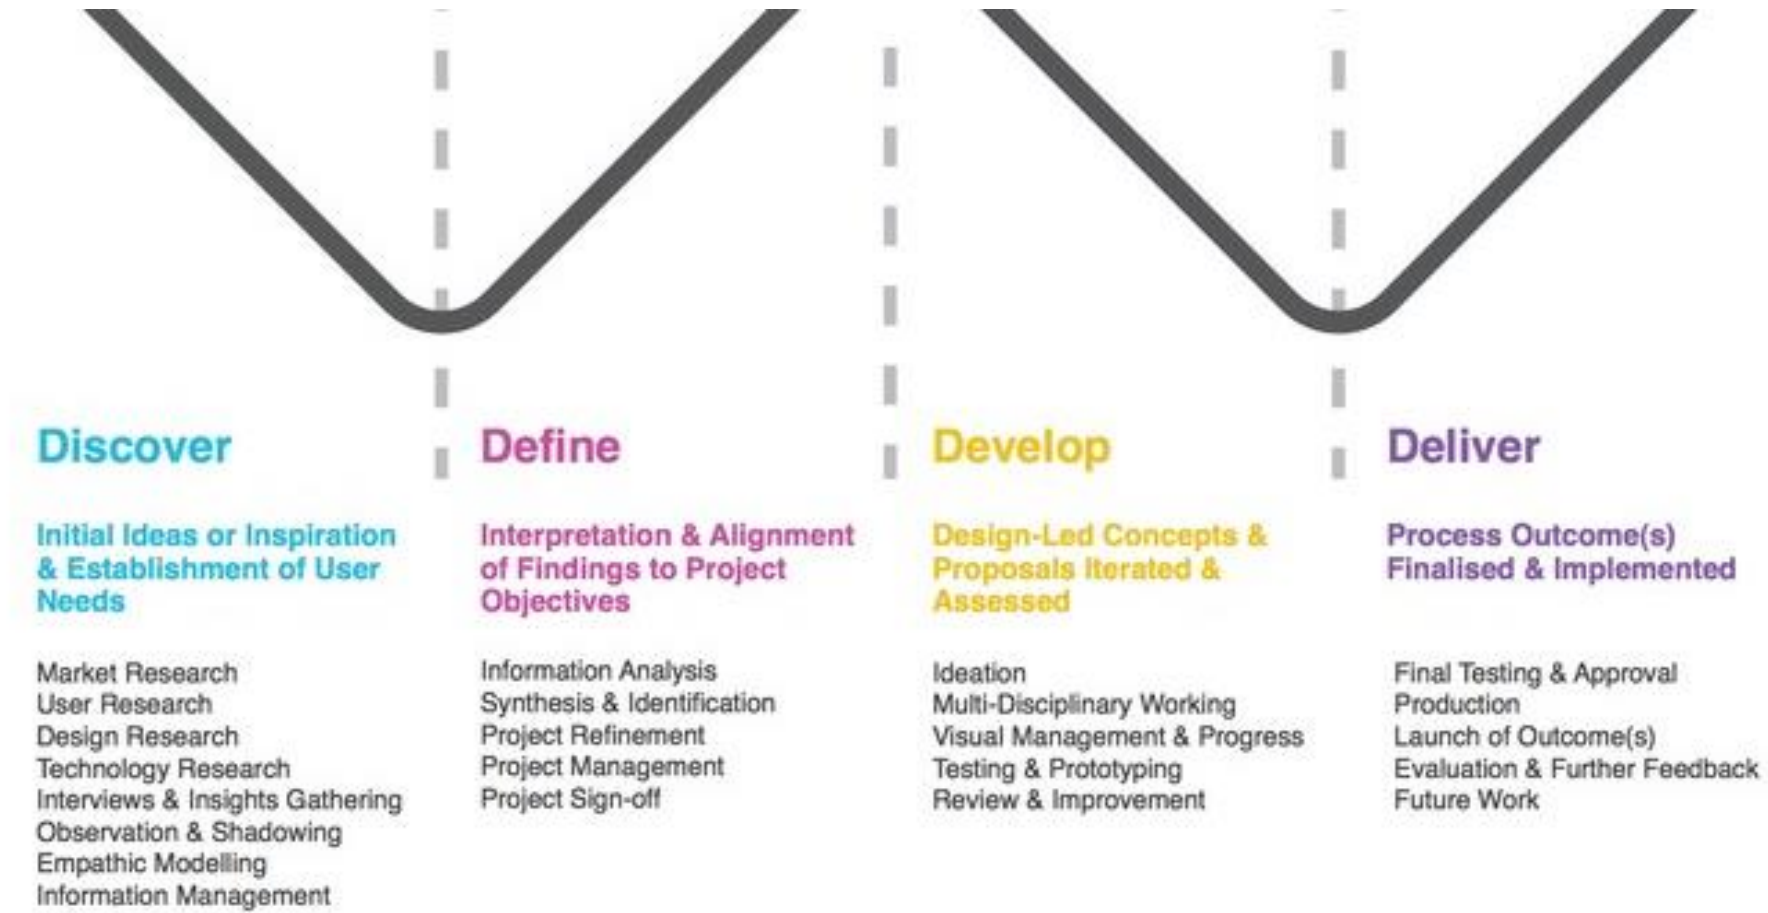 Discover
Initial Ideas or Inspiration
& Establishment of User
Needs
Market Research
User Research
Design Research
Technology Research
Interviews & Insights Gathering
Observation & Shadowing
Empathic Modelling
Information Management
Define
Interpretation & Alignment
of Findings to Project
Objectives
Information Analysis
Synthesis & Identification
Project Refinement
Project Management
Project Sign-off
Develop
Design-Led Concepts &
Proposals Iterated &
Assessed
Ideation
Multi-Disciplinary Working
Visual Management & Progress
Testing & Prototyping
Review & Improvement
Deliver
Process Outcome(s)
Finalised & Implemented
Final Testing & Approval
Production
Launch of Outcome(s)
Evaluation & Further Feedback
Future Work